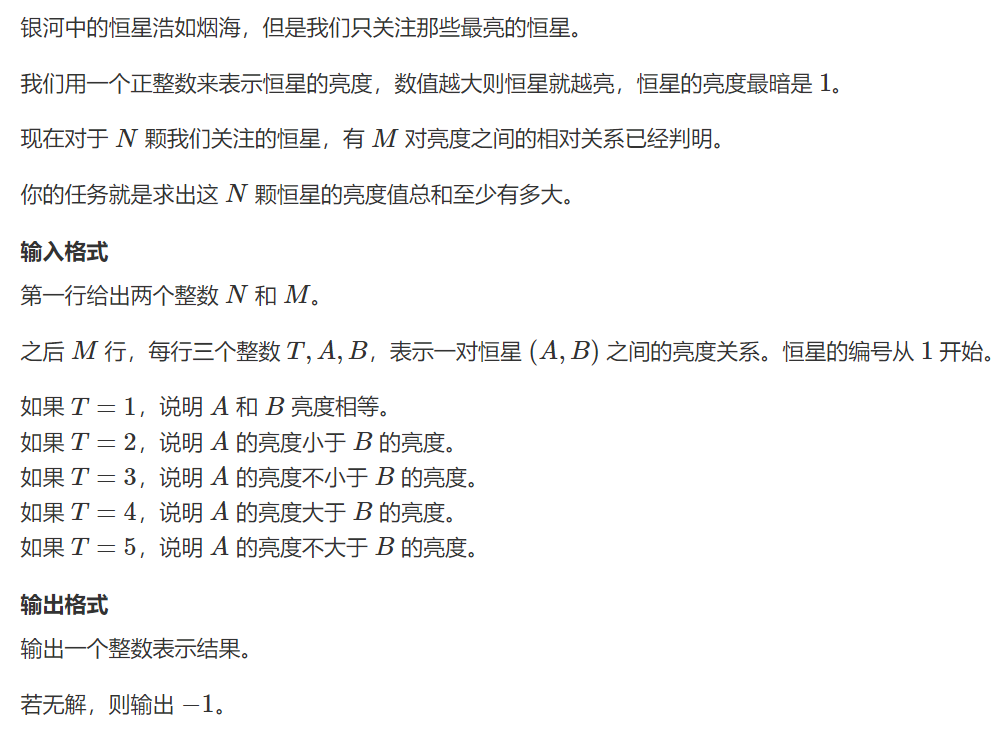 银河中的恒星浩如烟海，但是我们只关注那些最亮的恒星。
我们用一个正整数来表示恒星的亮度，数值越大则恒星就越亮，恒星的亮度最暗是 1。
现在对于 N 颗我们关注的恒星，有 M 对亮度之间的相对关系已经判明。
你的任务就是求出这 N 颗恒星的亮度值总和至少有多大。
输入格式
第一行给出两个整数 N 和 M。
之后 M 行，每行三个整数 T, A, B，表示一对恒星 (A, B) 之间的亮度关系。恒星的编号从 1 开始。
如果 T = 1，说明 A 和 B 亮度相等。
如果 T = 2，说明 A 的亮度小于 B 的亮度。
如果 T = 3，说明 A 的亮度不小于 B 的亮度。
如果 T = 4，说明 A 的亮度大于 B 的亮度。
如果 T = 5，说明 A 的亮度不大于 B 的亮度。
输出格式
输出一个整数表示结果。
若无解，则输出 −1。